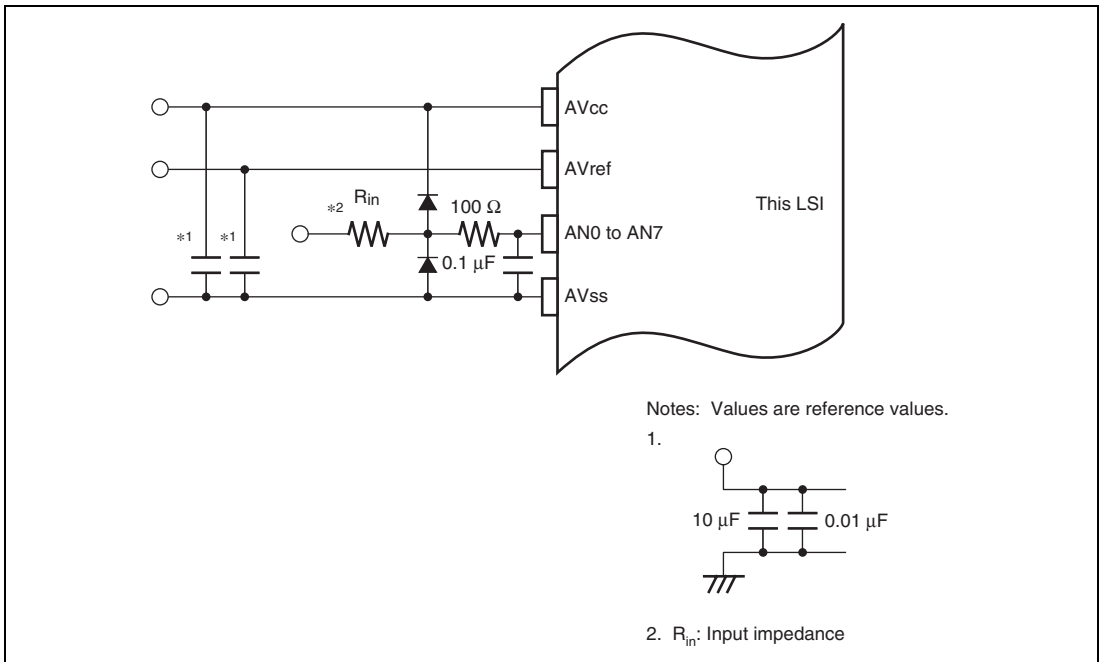 AVcc
AVref
*2 Rin
100 Ω
This LSI
*1 *1
AN0 to AN7
0.1 μF
AVss
Notes: Values are reference values.
1.
10 μF 0.01 μF
2. Rin: Input impedance